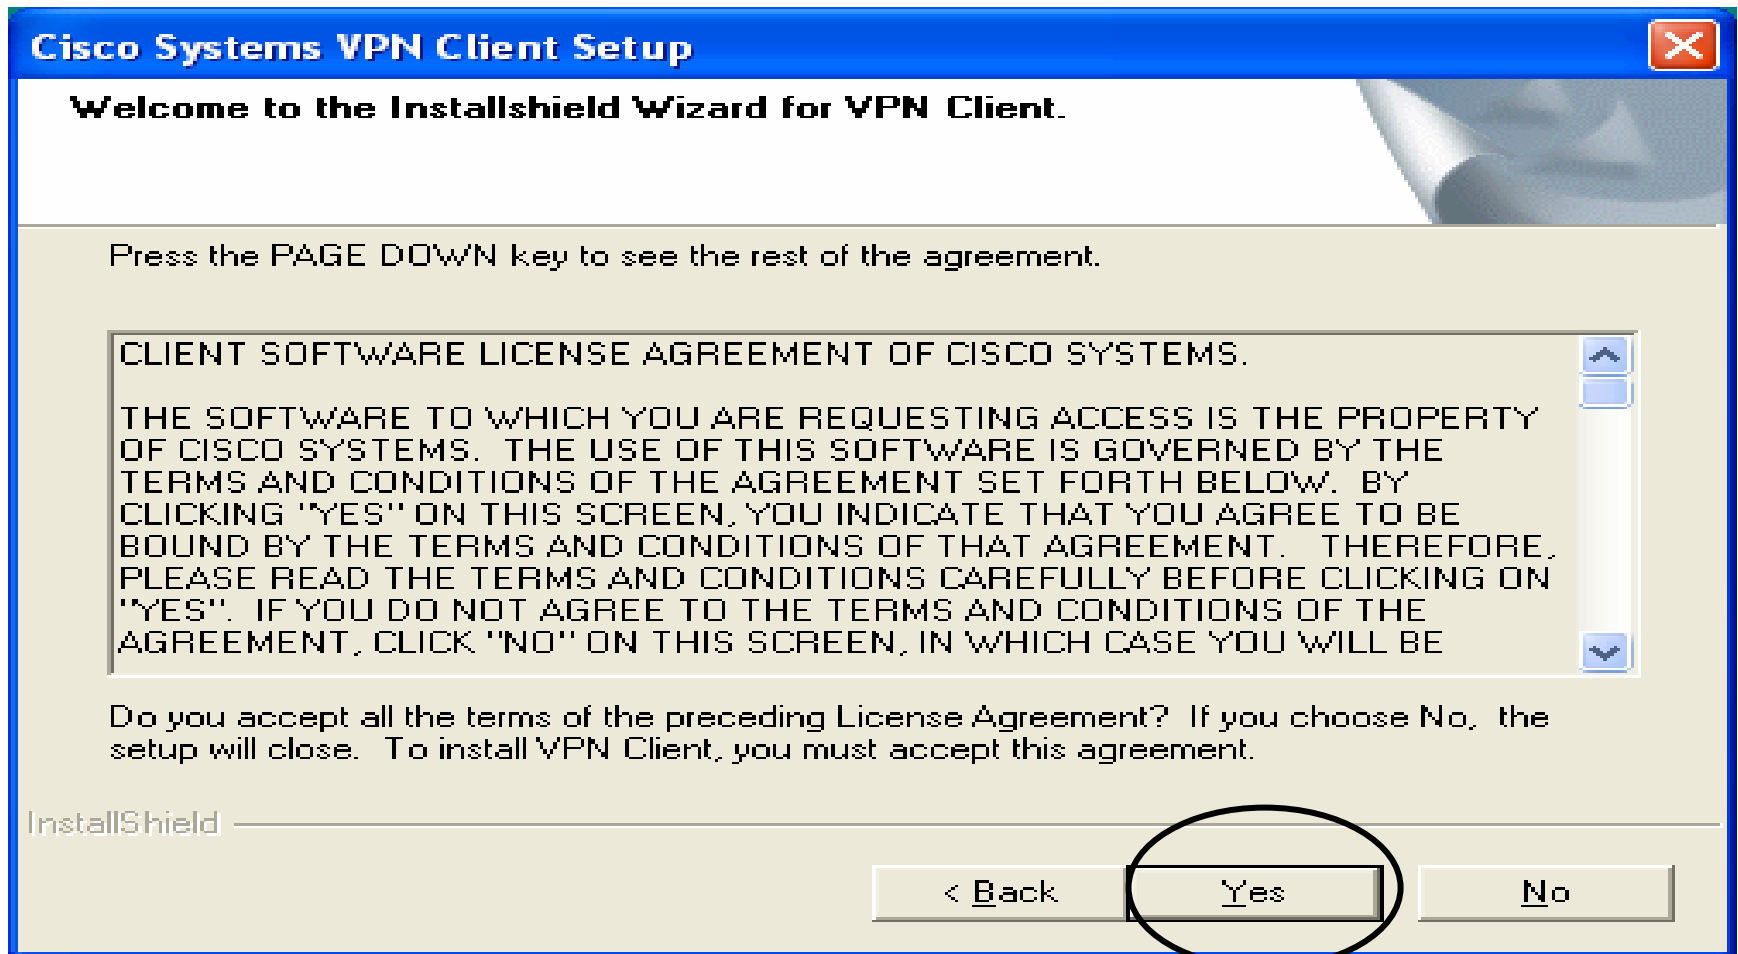 Cisco Systems VPN Client Setup
Welcome to the Installshield Wizard for VPN Client.
Press the PAGE DOWN key to see the rest of the agreement.
CLIENT SOFTWARE LICENSE AGREEMENT OF CISCO SYSTEMS.
THE SOFTWARE TO WHICH YOU ARE REQUESTING ACCESS IS THE PROPERTY
OF CISCO SYSTEMS.  THE USE OF THIS SOFTWARE IS GOVERNED BY THE
TERMS AND CONDITIONS OF THE AGREEMENT SET FORTH BELOW.  BY
CLICKING "YES" ON THIS SCREEN, YOU INDICATE THAT YOU AGREE TO BE
BOUND BY THE TERMS AND CONDITIONS OF THAT AGREEMENT.   THEREFORE,
PLEASE READ THE TERMS AND CONDITIONS CAREFULLY BEFORE CLICKING ON
"YES".  IF YOU DO NOT AGREE TO THE TERMS AND CONDITIONS OF THE
AGREEMENT, CLICK "NO" ON THIS SCREEN, IN WHICH CASE YOU WILL BE
Do you accept all the terms of the preceding License Agreement?  If you choose No,  the
setup will close.  To install VPN Client, you must accept this agreement.
InstallShield
< Back
Yes
No